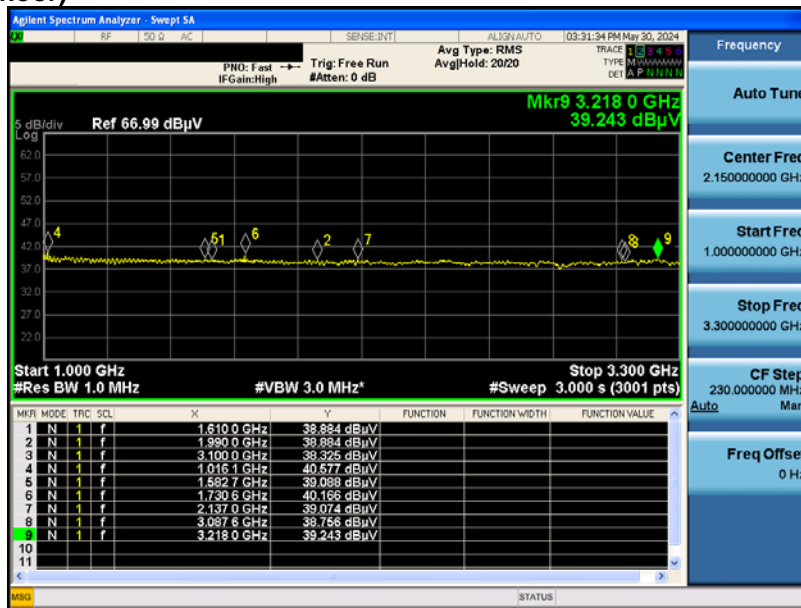 Agilent Spectrum Analyzer - Swept SA
RF 50 Ω AC SENSE:INT ALIGNAUTO 03:31:34 PM May 30, 2024
Frequency
PNO: Fast Trig: Free Run Avg Type: RMS TRACE 1 2 3 4 5 6
IFGain:High #Atten: 0 dB Avg|Hold: 20/20 TYPE M
DET A P N N N N
Auto Tune
Mkr9 3.218 0 GHz
5 dB/div Ref 66.99 dBµV 39.243 dBµV
Log
62.0
57.0
52.0
47.0
42.0
37.0
32.0
27.0
22.0
4 5 1 6 2 7 8 9
Center Freq
2.150000000 GHz
Start Freq
1.000000000 GHz
Stop Freq
3.300000000 GHz
Start 1.000 GHz Stop 3.300 GHz
#Res BW 1.0 MHz #VBW 3.0 MHz* #Sweep 3.000 s (3001 pts)
CF Step
230.000000 MHz
Auto Man
Freq Offset
0 Hz
MKR MODE TRC SCL X Y FUNCTION FUNCTION WIDTH FUNCTION VALUE
1 N 1 f 1.610 0 GHz 38.884 dBµV
2 N 1 f 1.990 0 GHz 38.884 dBµV
3 N 1 f 3.100 0 GHz 38.325 dBµV
4 N 1 f 1.016 1 GHz 40.577 dBµV
5 N 1 f 1.582 7 GHz 39.088 dBµV
6 N 1 f 1.730 6 GHz 40.166 dBµV
7 N 1 f 2.137 0 GHz 39.074 dBµV
8 N 1 f 3.087 6 GHz 38.756 dBµV
9 N 1 f 3.218 0 GHz 39.243 dBµV
10
11
MSG STATUS